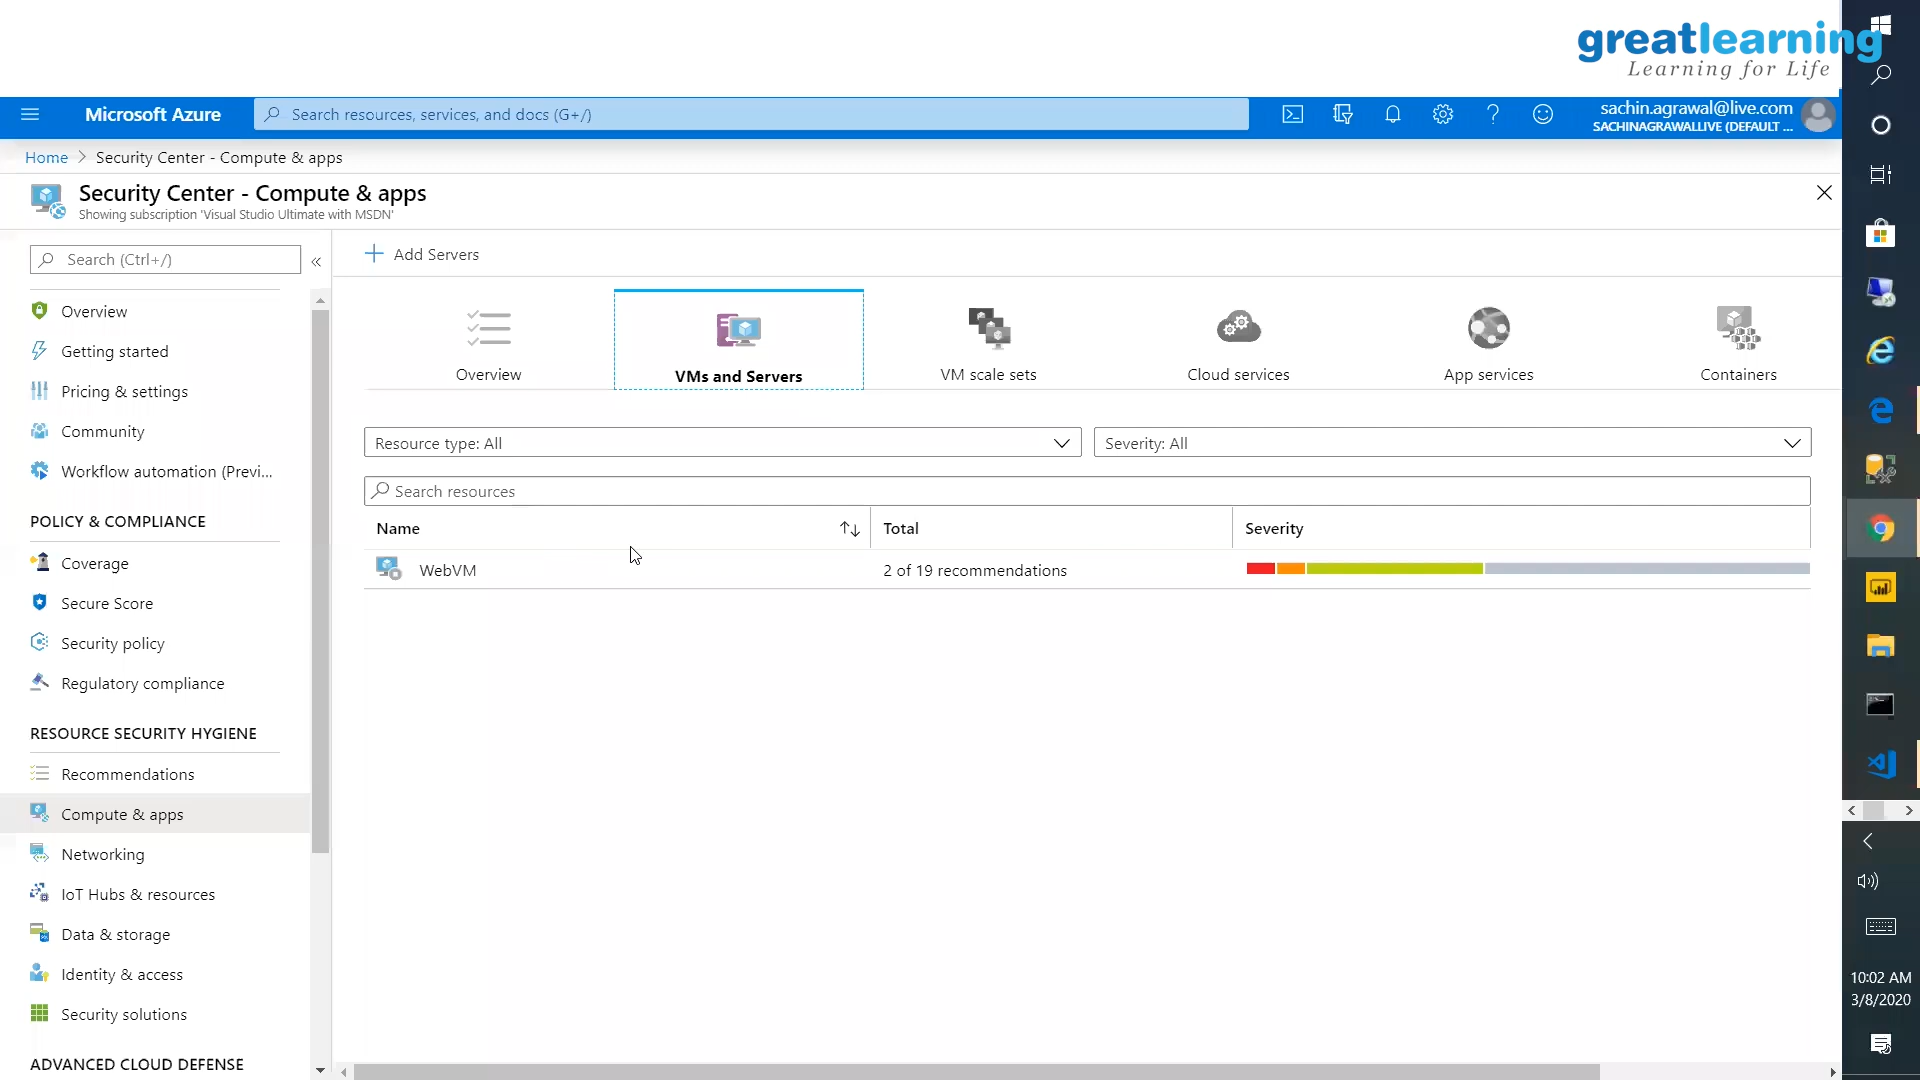 greatlearning
Learning for Life
Microsoft Azure
Search resources, services, and docs (G+/)
sachin.agrawal@live.com
SACHINAGRAWALLIVE (DEFAULT ...
Home > Security Center - Compute & apps
Security Center - Compute & apps
Showing subscription 'Visual Studio Ultimate with MSDN'
Search (Ctrl+/)
«
Overview
Getting started
Pricing & settings
Community
Workflow automation (Previ...
POLICY & COMPLIANCE
Coverage
Secure Score
Security policy
Regulatory compliance
RESOURCE SECURITY HYGIENE
Recommendations
Compute & apps
Networking
IoT Hubs & resources
Data & storage
Identity & access
Security solutions
ADVANCED CLOUD DEFENSE
Add Servers
Overview
VMs and Servers
VM scale sets
Cloud services
App services
Containers
Resource type: All
Severity: All
Search resources
Name
Total
Severity
WebVM
2 of 19 recommendations
10:02 AM
3/8/2020